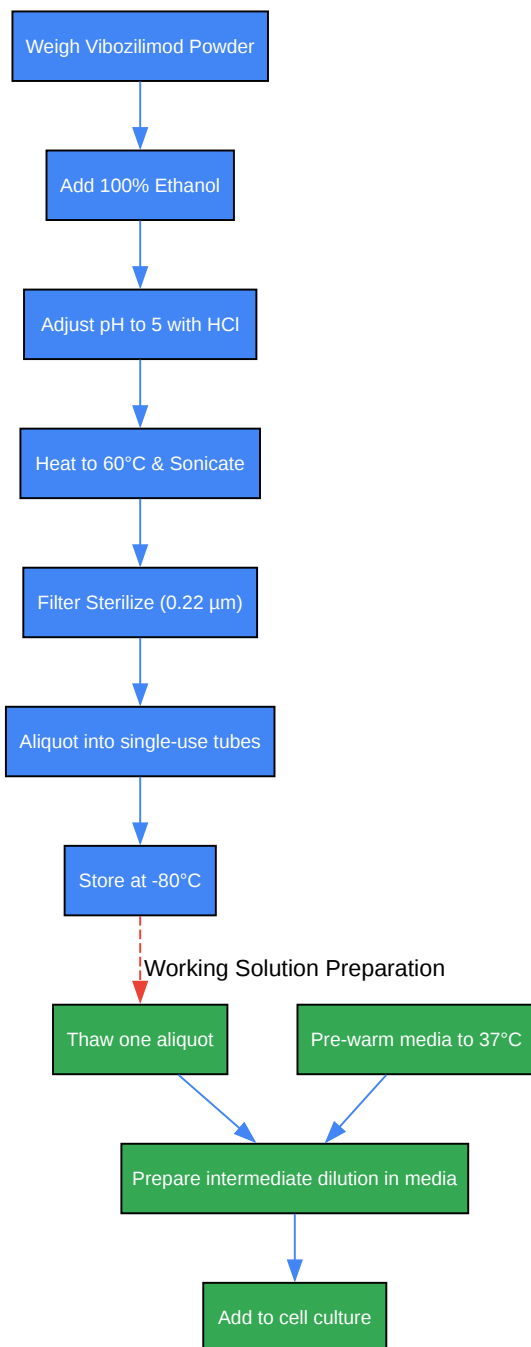 Weigh Vibozilimod Powder
Add 100% Ethanol
Adjust pH to 5 with HCl
Heat to 60°C & Sonicate
Filter Sterilize (0.22 µm)
Aliquot into single-use tubes
Store at -80°C
Working Solution Preparation
Thaw one aliquot
Pre-warm media to 37°C
Prepare intermediate dilution in media
Add to cell culture